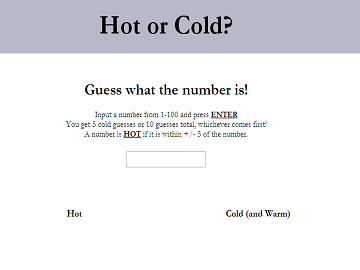 Hot or Cold?
Guess what the number is!
Input a number from 1-100 and press ENTER
You get 5 cold guesses or 10 guesses total, whichever comes first!
A number is HOT if it is within +/- 5 of the number.
Hot Cold (and Warm)